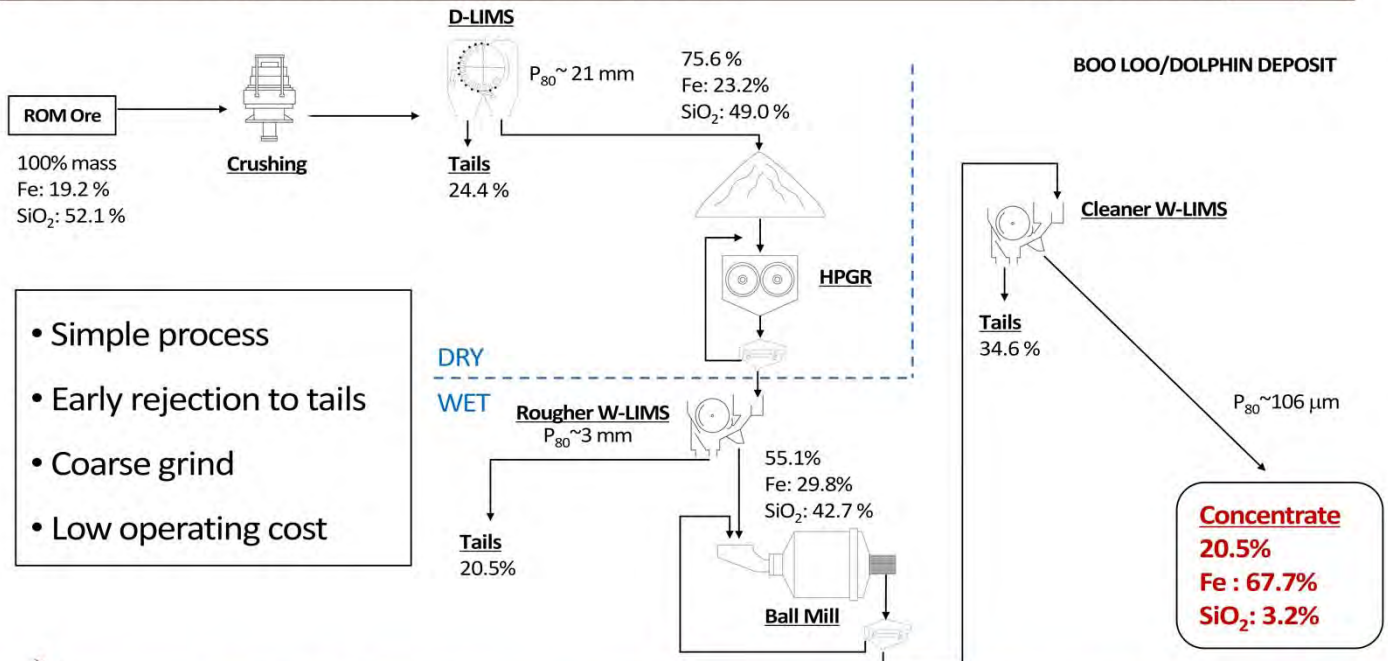 D-LIMS
P80~ 21 mm
75.6 %
Fe: 23.2%
SiO2: 49.0 %
BOO LOO/DOLPHIN DEPOSIT
ROM Ore
100% mass
Fe: 19.2 %
SiO2: 52.1 %
Crushing
Tails
24.4 %
HPGR
Cleaner W-LIMS
Tails
34.6 %
• Simple process
• Early rejection to tails
• Coarse grind
• Low operating cost
DRY
WET
Rougher W-LIMS
P80~3 mm
P80~106 μm
55.1%
Fe: 29.8%
SiO2: 42.7 %
Tails
20.5%
Ball Mill
Concentrate
20.5%
Fe : 67.7%
SiO2: 3.2%